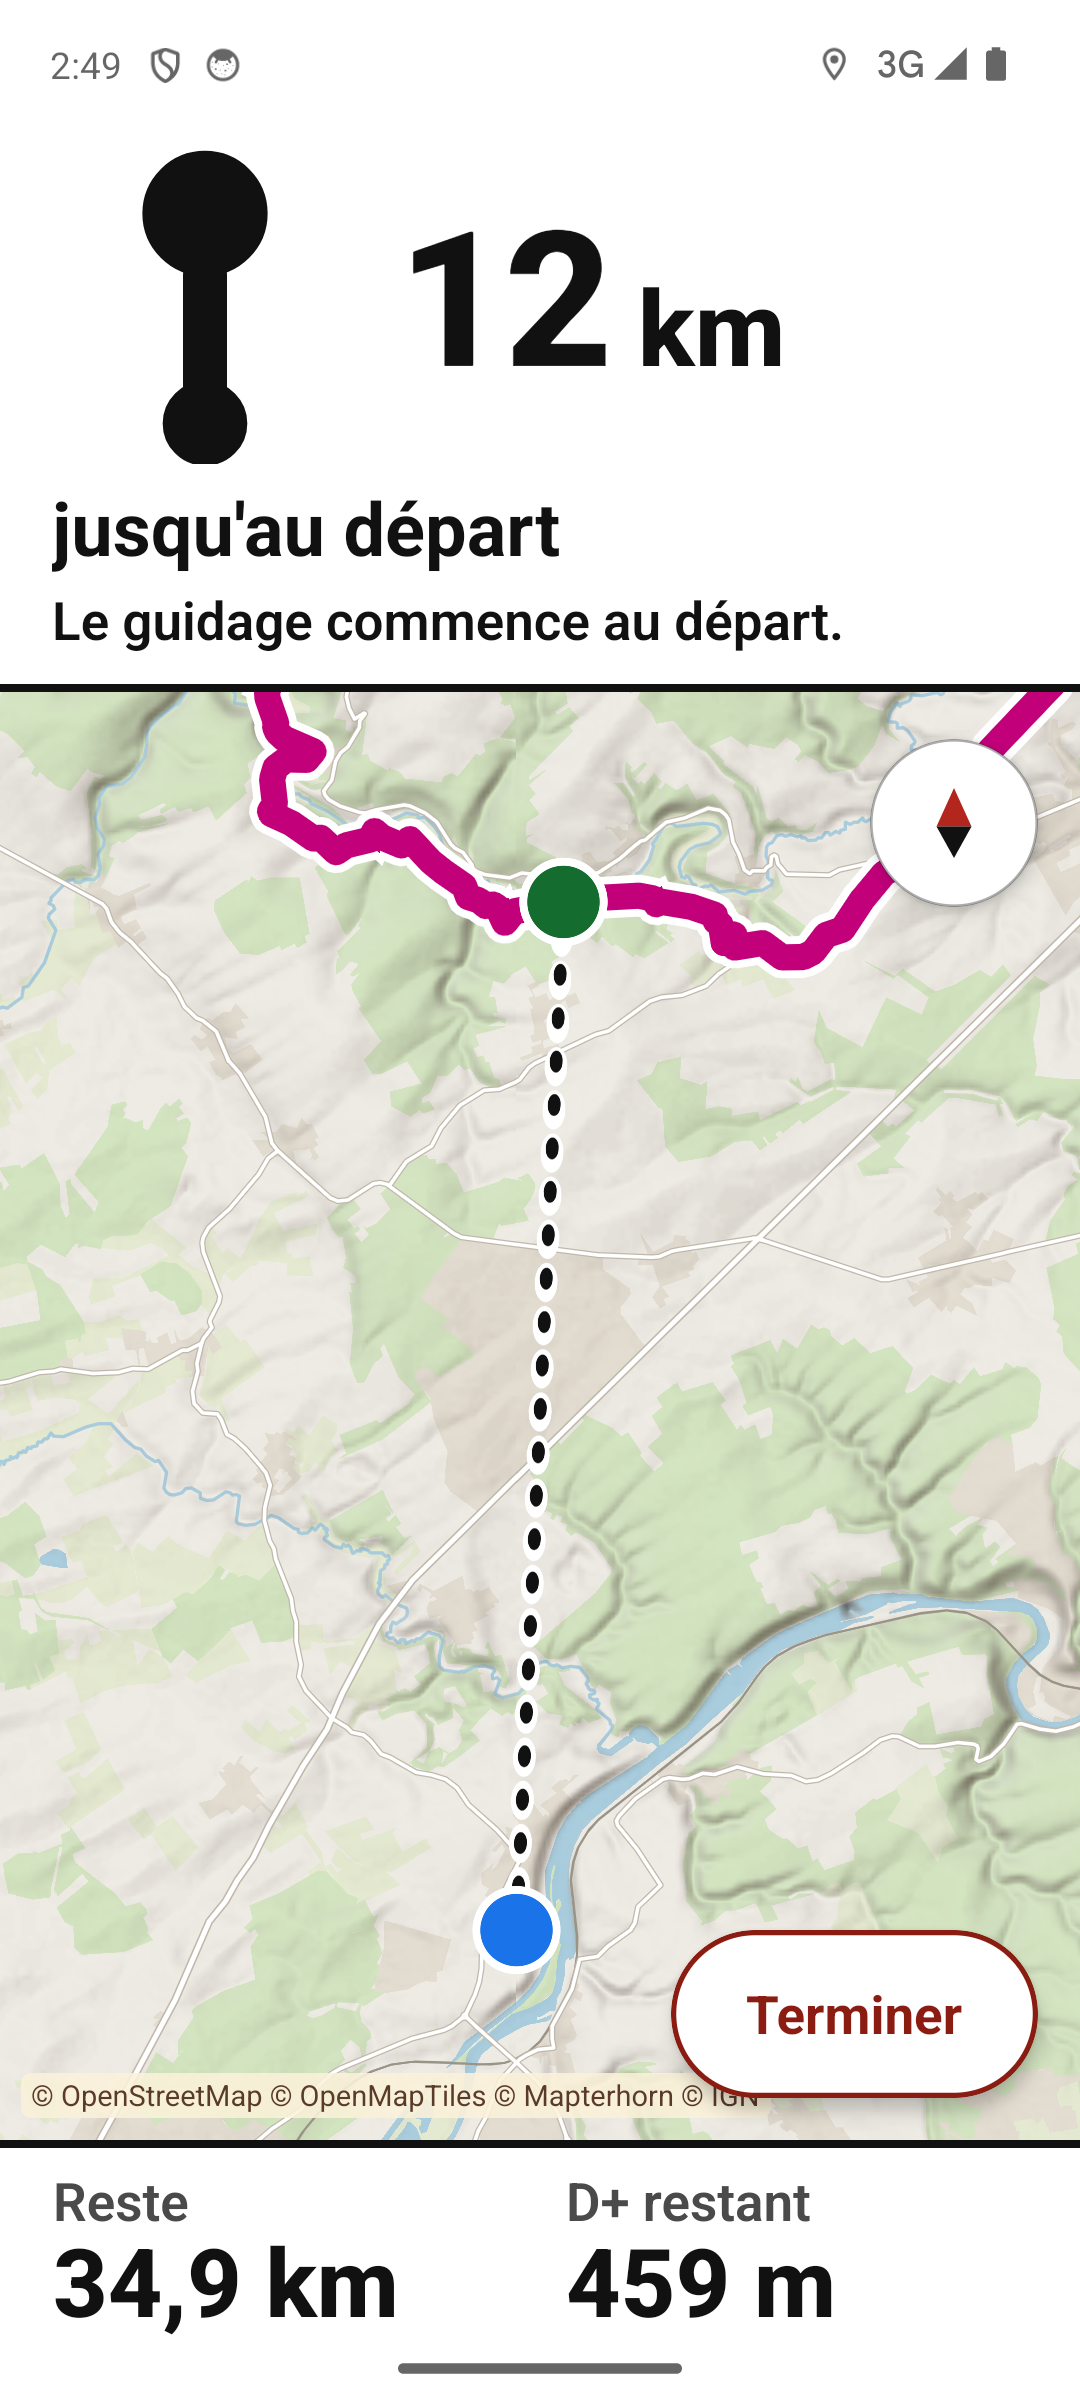 2:49
3G
12 km
jusqu'au départ
Le guidage commence au départ.
Terminer
© OpenStreetMap © OpenMapTiles © Mapterhorn © IGN
Reste
D+ restant
34,9 km
459 m